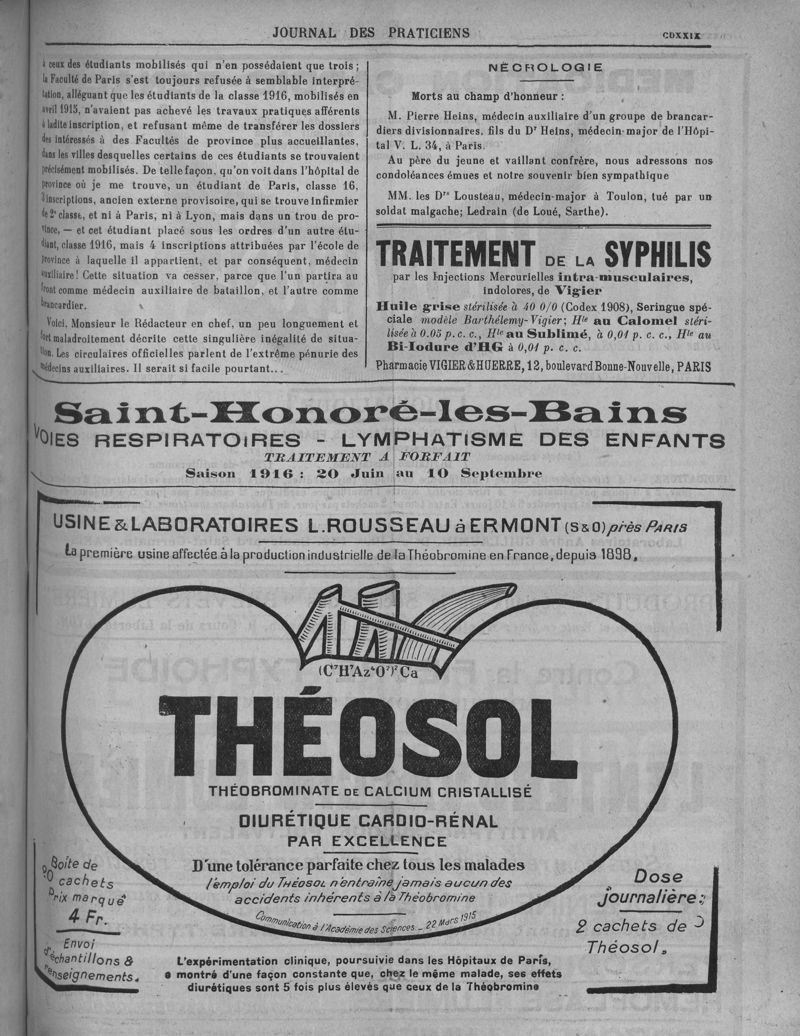 JOURNAL DES PRATICIENS
CDXXIX
à ceux des étudiants mobilisés qui n'en possédaient que trois ;
la Faculté de Paris s'est toujours refusée à semblable interpré-
tation, alléguant que les étudiants de la classe 1916, mobilisés en
avril 1915, n'avaient pas achevé les travaux pratiques afférents
à ladite inscription, et refusant même de transférer les dossiers
des intéressés à des Facultés de province plus accueillantes,
dans les villes desquelles certains de ces étudiants se trouvaient
précisément mobilisés. De telle façon, qu'on voit dans l'hôpital de
province où je me trouve, un étudiant de Paris, classe 16,
3 inscriptions, ancien externe provisoire, qui se trouve infirmier
de 2e classe, et ni à Paris, ni à Lyon, mais dans un trou de pro-
vince, — et cet étudiant placé sous les ordres d'un autre étu-
diant, classe 1916, mais 4 inscriptions attribuées par l'école de
province à laquelle il appartient, et par conséquent, médecin
auxiliaire ! Cette situation va cesser, parce que l'un partira au
front comme médecin auxiliaire de bataillon, et l'autre comme
brancardier.
Voici, Monsieur le Rédacteur en chef, un peu longuement et
fort maladroitement décrite cette singulière inégalité de situa-
tion. Les circulaires officielles parlent de l'extrême pénurie des
médecins auxiliaires. Il serait si facile pourtant...
NÉCROLOGIE
Morts au champ d'honneur :
M. Pierre Heins, médecin auxiliaire d'un groupe de brancar-
diers divisionnaires, fils du Dr Heins, médecin-major de l'Hôpi-
tal V. L. 34, à Paris.
Au père du jeune et vaillant confrère, nous adressons nos
condoléances émues et notre souvenir bien sympathique
MM. les Drs Lousteau, médecin-major à Toulon, tué par un
soldat malgache; Ledrain (de Loué, Sarthe).
TRAITEMENT DE LA SYPHILIS
par les Injections Mercurielles intra-musculaires,
indolores, de Vigier
Huile grise stérilisée à 40 0/0 (Codex 1908), Seringue spé-
ciale modèle Barthélemy-Vigier; Hle au Calomel stéri-
lisée à 0.05 p. c. c., Hle au Sublimé, à 0,01 p. c. c., Hle au
Bi-Iodure d'HG à 0,01 p. c. c.
Pharmacie VIGIER & HUERRE, 12, boulevard Bonne-Nouvelle, PARIS
Saint-Honoré-les-Bains
VOIES RESPIRATOIRES - LYMPHATISME DES ENFANTS
TRAITEMENT A FORFAIT
Saison 1916 : 20 Juin au 10 Septembre
USINE & LABORATOIRES L. ROUSSEAU à ERMONT (S&O) près PARIS
La première usine affectée à la production industrielle de la Théobromine en France, depuis 1898.
(C7H7Az4O2)2Ca
THÉOSOL
THÉOBROMINATE DE CALCIUM CRISTALLISÉ
DIURÉTIQUE CARDIO-RÉNAL
PAR EXCELLENCE
D'une tolérance parfaite chez tous les malades
l'emploi du THÉOSOL n'entraîne jamais aucun des
accidents inhérents à la Théobromine
Communication à l'Académie des Sciences _ 22 Mars 1915
Boite de
20 cachets
Prix marqué
4 Fr.
Envoi
d'échantillons &
renseignements.
Dose
journalière:
2 cachets de
Théosol.
L'expérimentation clinique, poursuivie dans les Hôpitaux de Paris,
a montré d'une façon constante que, chez le même malade, ses effets
diurétiques sont 5 fois plus élevés que ceux de la Théobromine